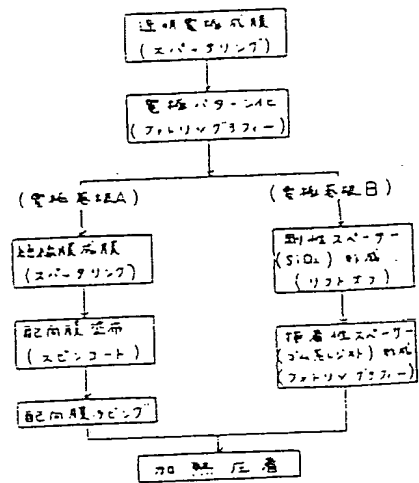 透明電極成膜
(スパータリング)
電極パターン化
(フォトリソグラフィー)
(電極基板A)
(電極基板B)
絶縁膜成膜
(スパータリング)
剛性スペーサー
(SiO₂)形成
(リフトオフ)
配向膜塗布
(スピンコート)
接着性スペーサー
(ゴム系レジスト)形成
(フォトリソグラフィー)
配向膜ラビング
加熱圧着